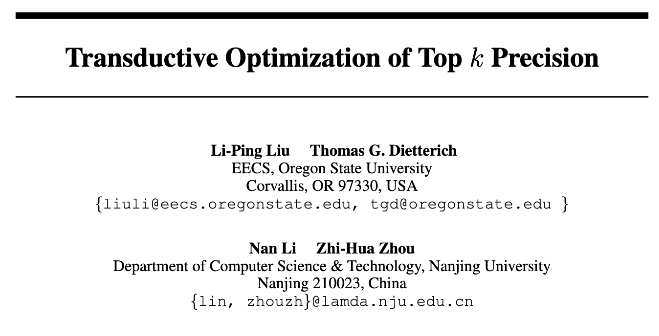 Transductive Optimization of Top k Precision
Li-Ping Liu Thomas G. Dietterich
EECS, Oregon State University
Corvallis, OR 97330, USA
{liuli@eecs.oregonstate.edu, tgd@oregonstate.edu }
Nan Li Zhi-Hua Zhou
Department of Computer Science & Technology, Nanjing University
Nanjing 210023, China
{lin, zhouzh}@lamda.nju.edu.cn